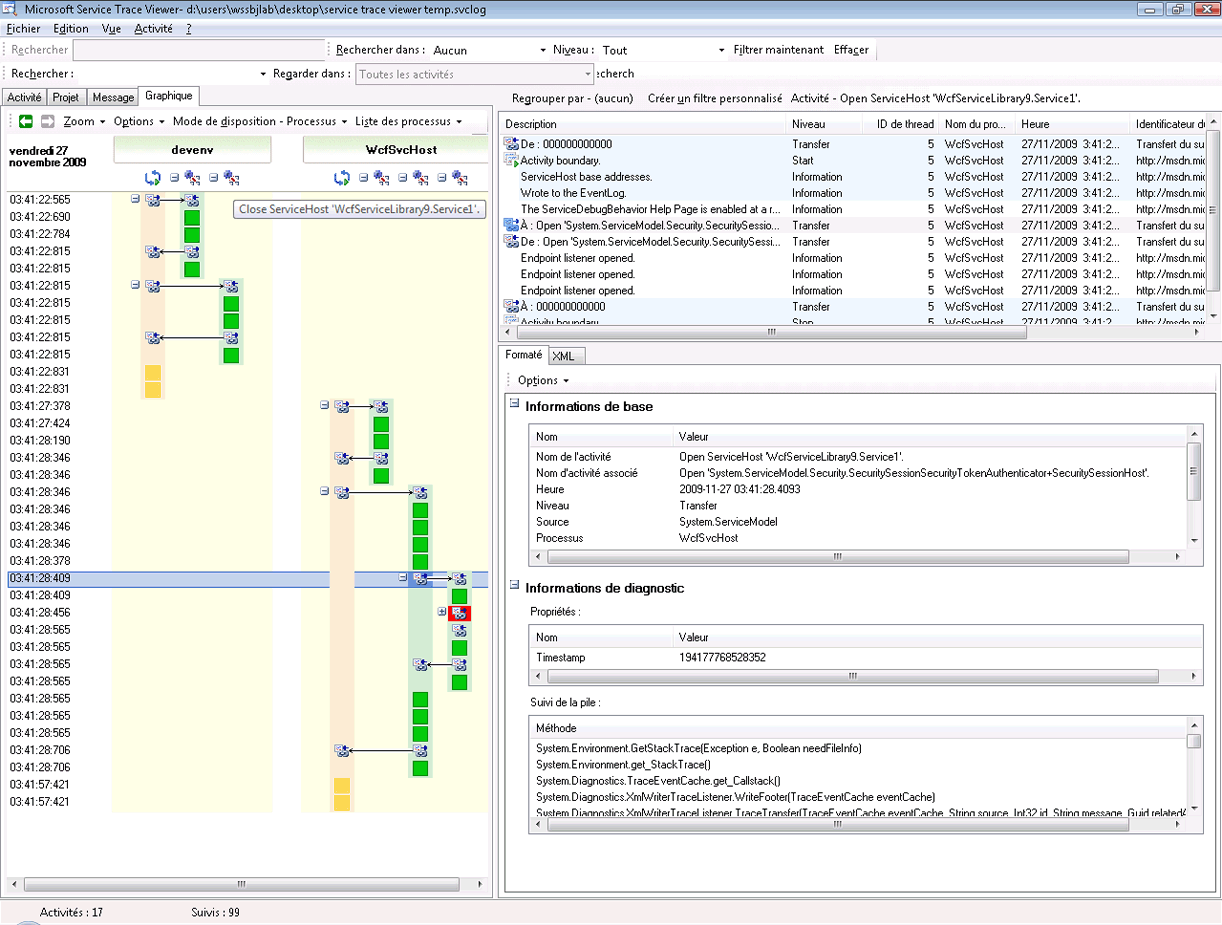 Microsoft Service Trace Viewer- d:\users\wssbjlab\desktop\service trace viewer temp.svclog
Fichier Edition Vue Activité ?
Rechercher Rechercher dans : Aucun Niveau : Tout Filtrer maintenant Effacer
Rechercher : Regarder dans : Toutes les activités cherch
Activité Projet Message Graphique
Zoom Options Mode de disposition - Processus Liste des processus
vendredi 27
novembre 2009
devenv WcfSvcHost
Close ServiceHost 'WcfServiceLibrary9.Service1'.
03:41:22:565
03:41:22:690
03:41:22:784
03:41:22:815
03:41:22:815
03:41:22:815
03:41:22:815
03:41:22:815
03:41:22:815
03:41:22:815
03:41:22:831
03:41:22:831
03:41:27:378
03:41:27:424
03:41:28:190
03:41:28:346
03:41:28:346
03:41:28:346
03:41:28:346
03:41:28:346
03:41:28:346
03:41:28:378
03:41:28:409
03:41:28:409
03:41:28:456
03:41:28:565
03:41:28:565
03:41:28:565
03:41:28:565
03:41:28:565
03:41:28:565
03:41:28:565
03:41:28:706
03:41:28:706
03:41:57:421
03:41:57:421
Regrouper par - (aucun) Créer un filtre personnalisé Activité - Open ServiceHost 'WcfServiceLibrary9.Service1'.
Description Niveau ID de thread Nom du pro... Heure Identificateur du
De : 000000000000 Transfer 5 WcfSvcHost 27/11/2009 3:41:2... Transfert du su
Activity boundary. Start 5 WcfSvcHost 27/11/2009 3:41:2... http://msdn.mic
ServiceHost base addresses. Information 5 WcfSvcHost 27/11/2009 3:41:2... http://msdn.mic
Wrote to the EventLog. Information 5 WcfSvcHost 27/11/2009 3:41:2... http://msdn.mic
The ServiceDebugBehavior Help Page is enabled at a r... Information 5 WcfSvcHost 27/11/2009 3:41:2... http://msdn.mic
À : Open 'System.ServiceModel.Security.SecuritySessio... Transfer 5 WcfSvcHost 27/11/2009 3:41:2... Transfert du su
De : Open 'System.ServiceModel.Security.SecuritySessi... Transfer 5 WcfSvcHost 27/11/2009 3:41:2... Transfert du su
Endpoint listener opened. Information 5 WcfSvcHost 27/11/2009 3:41:2... http://msdn.mic
Endpoint listener opened. Information 5 WcfSvcHost 27/11/2009 3:41:2... http://msdn.mic
Endpoint listener opened. Information 5 WcfSvcHost 27/11/2009 3:41:2... http://msdn.mic
À : 000000000000 Transfer 5 WcfSvcHost 27/11/2009 3:41:2... Transfert du su
Activity boundary. Stop 5 WcfSvcHost 27/11/2009 3:41:2... http://msdn.mic
Formaté XML
Options
Informations de base
Nom Valeur
Nom de l'activité Open ServiceHost 'WcfServiceLibrary9.Service1'.
Nom d'activité associé Open 'System.ServiceModel.Security.SecuritySessionSecurityTokenAuthenticator+SecuritySessionHost'.
Heure 2009-11-27 03:41:28.4093
Niveau Transfer
Source System.ServiceModel
Processus WcfSvcHost
Informations de diagnostic
Propriétés :
Nom Valeur
Timestamp 194177768528352
Suivi de la pile :
Méthode
System.Environment.GetStackTrace(Exception e, Boolean needFileInfo)
System.Environment.get_StackTrace()
System.Diagnostics.TraceEventCache.get_Callstack()
System.Diagnostics.XmlWriterTraceListener.WriteFooter(TraceEventCache eventCache)
System.Diagnostics.XmlWriterTraceListener.TraceTransfer(TraceEventCache eventCache, String source, Int32 id, String message, Guid related
Activités : 17 Suivis : 99